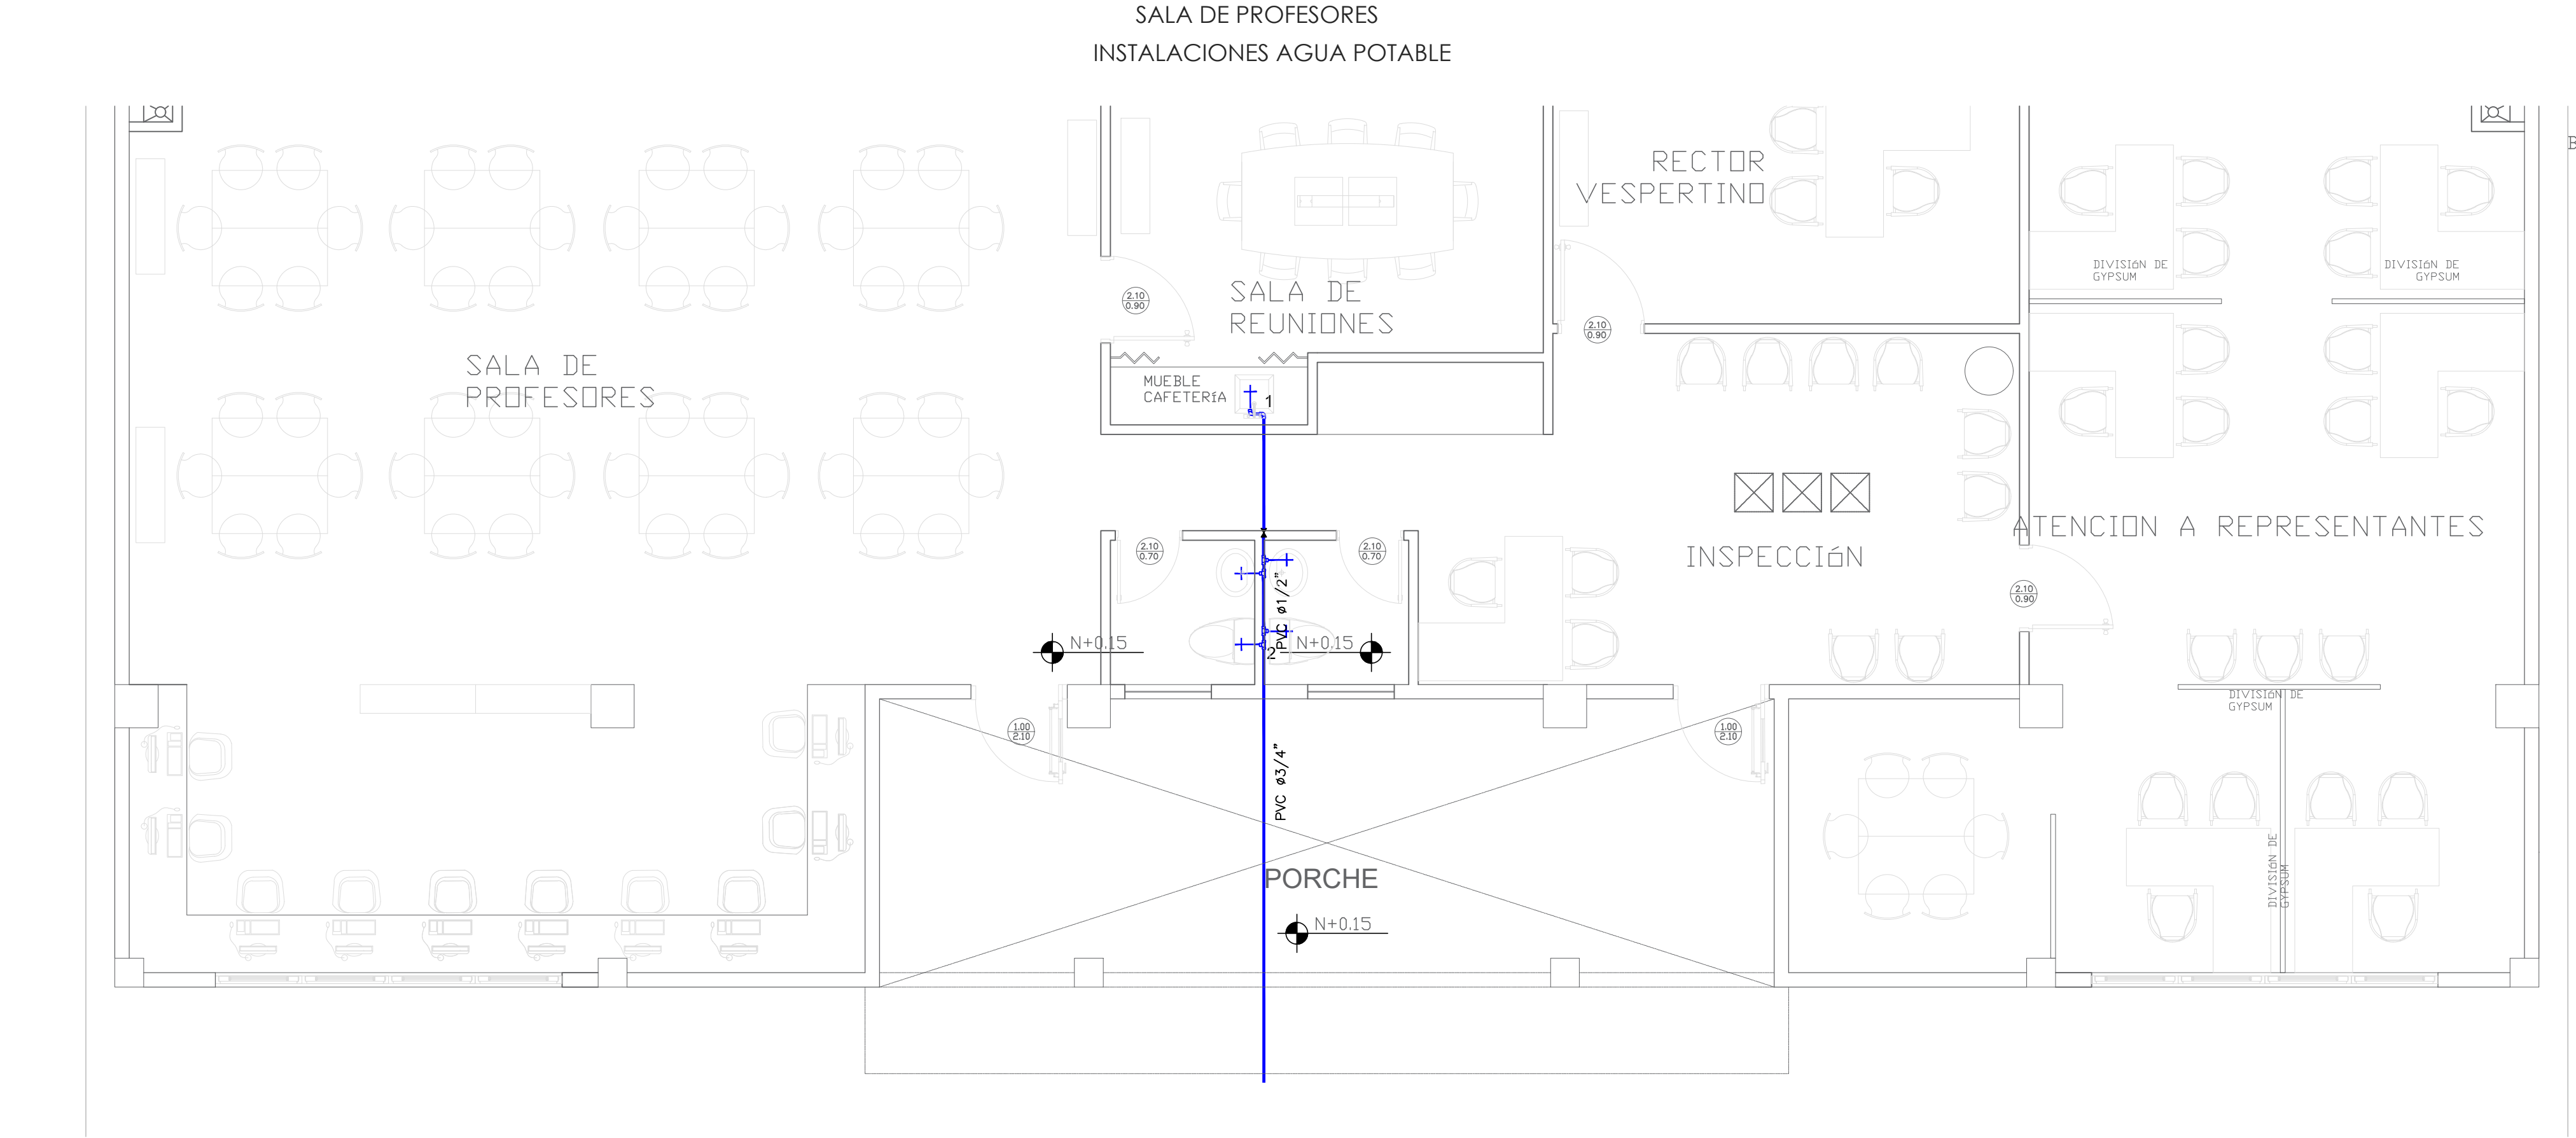 SALA DE PROFESORES
INSTALACIONES AGUA POTABLE
RECTOR
VESPERTINO
DIVISIóN DE
GYPSUM
DIVISIóN DE
GYPSUM
SALA DE
REUNIONES
2.10
0.90
2.10
0.90
SALA DE
PROFESORES
MUEBLE
CAFETERíA
1
ATENCION A REPRESENTANTES
INSPECCIóN
2.10
0.70
2.10
0.70
2.10
0.90
PVC ø1/2"
N+0.15
N+0.15
2
DIVISIóN DE
GYPSUM
1.00
2.10
1.00
2.10
PVC ø3/4"
PORCHE
DIVISIóN DE
GYPSUM
N+0.15